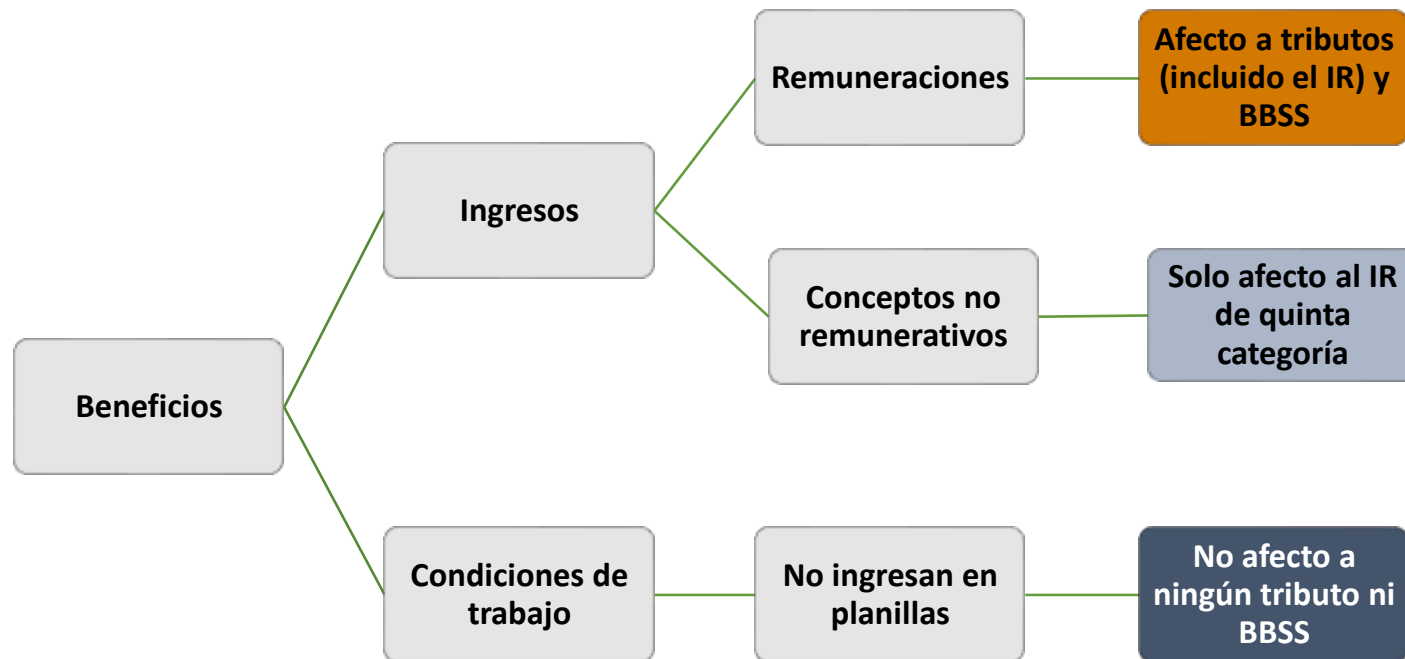 Beneficios
Ingresos
Remuneraciones
Afecto a tributos
(incluido el IR) y
BBSS
Conceptos no
remunerativos
Solo afecto al IR
de quinta
categoría
Condiciones de
trabajo
No ingresan en
planillas
No afecto a
ningún tributo ni
BBSS